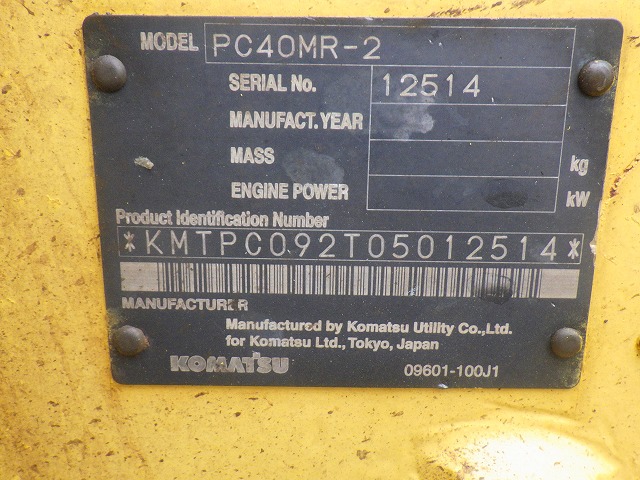 MODEL PC40MR-2
SERIAL No. 12514
MANUFACT. YEAR
MASS kg
ENGINE POWER kW
Product Identification Number
*KMTPC092T05012514*
MANUFACTURER
Manufactured by Komatsu Utility Co.,Ltd.
for Komatsu Ltd., Tokyo, Japan
KOMATSU 09601-100J1